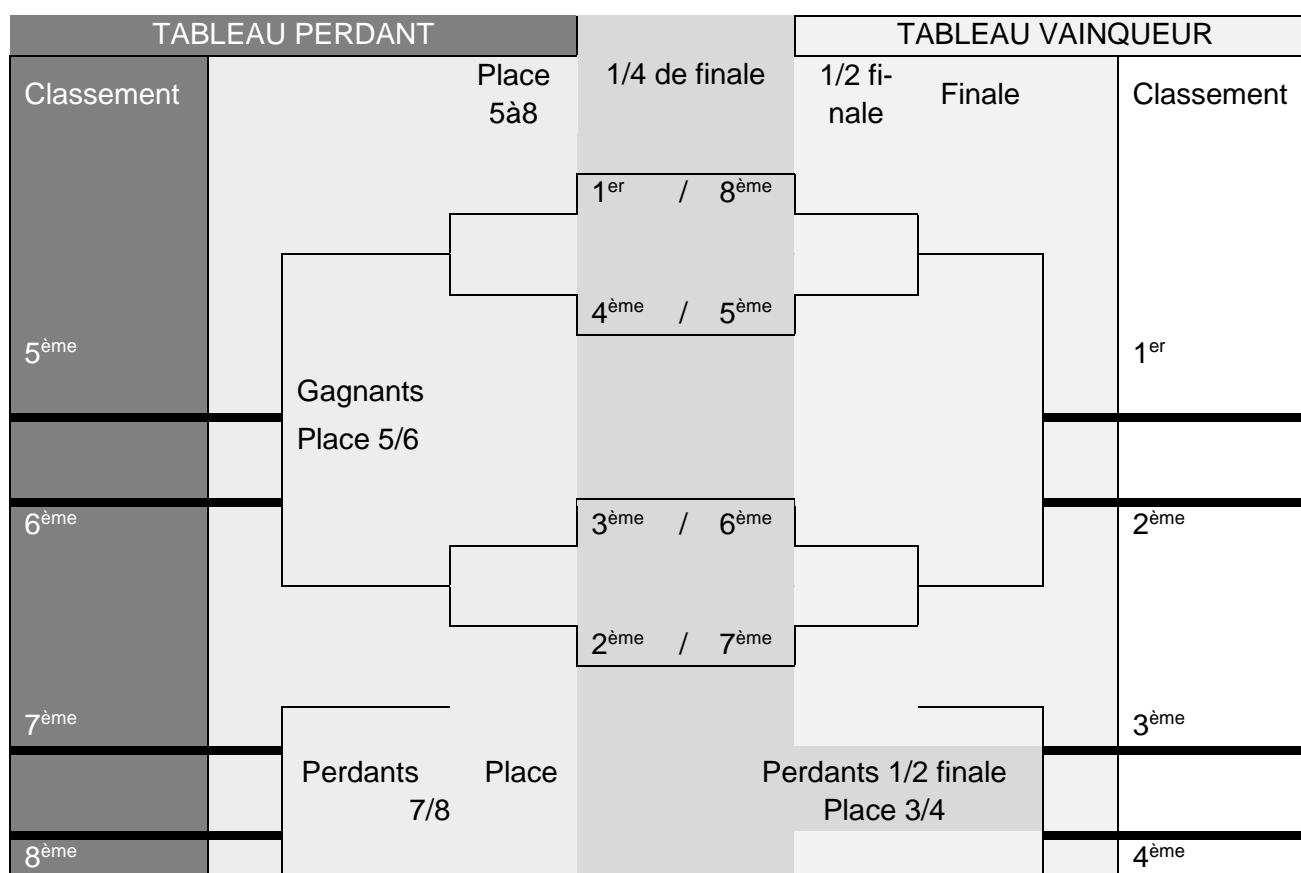 TABLEAU PERDANT
TABLEAU VAINQUEUR
Classement
Place
5à8
1/4 de finale
1/2 fi-
nale
Finale
Classement
1er / 8ème
4ème / 5ème
5ème
1er
Gagnants
Place 5/6
6ème
3ème / 6ème
2ème
2ème / 7ème
7ème
3ème
Perdants Place
7/8
Perdants 1/2 finale
Place 3/4
8ème
4ème